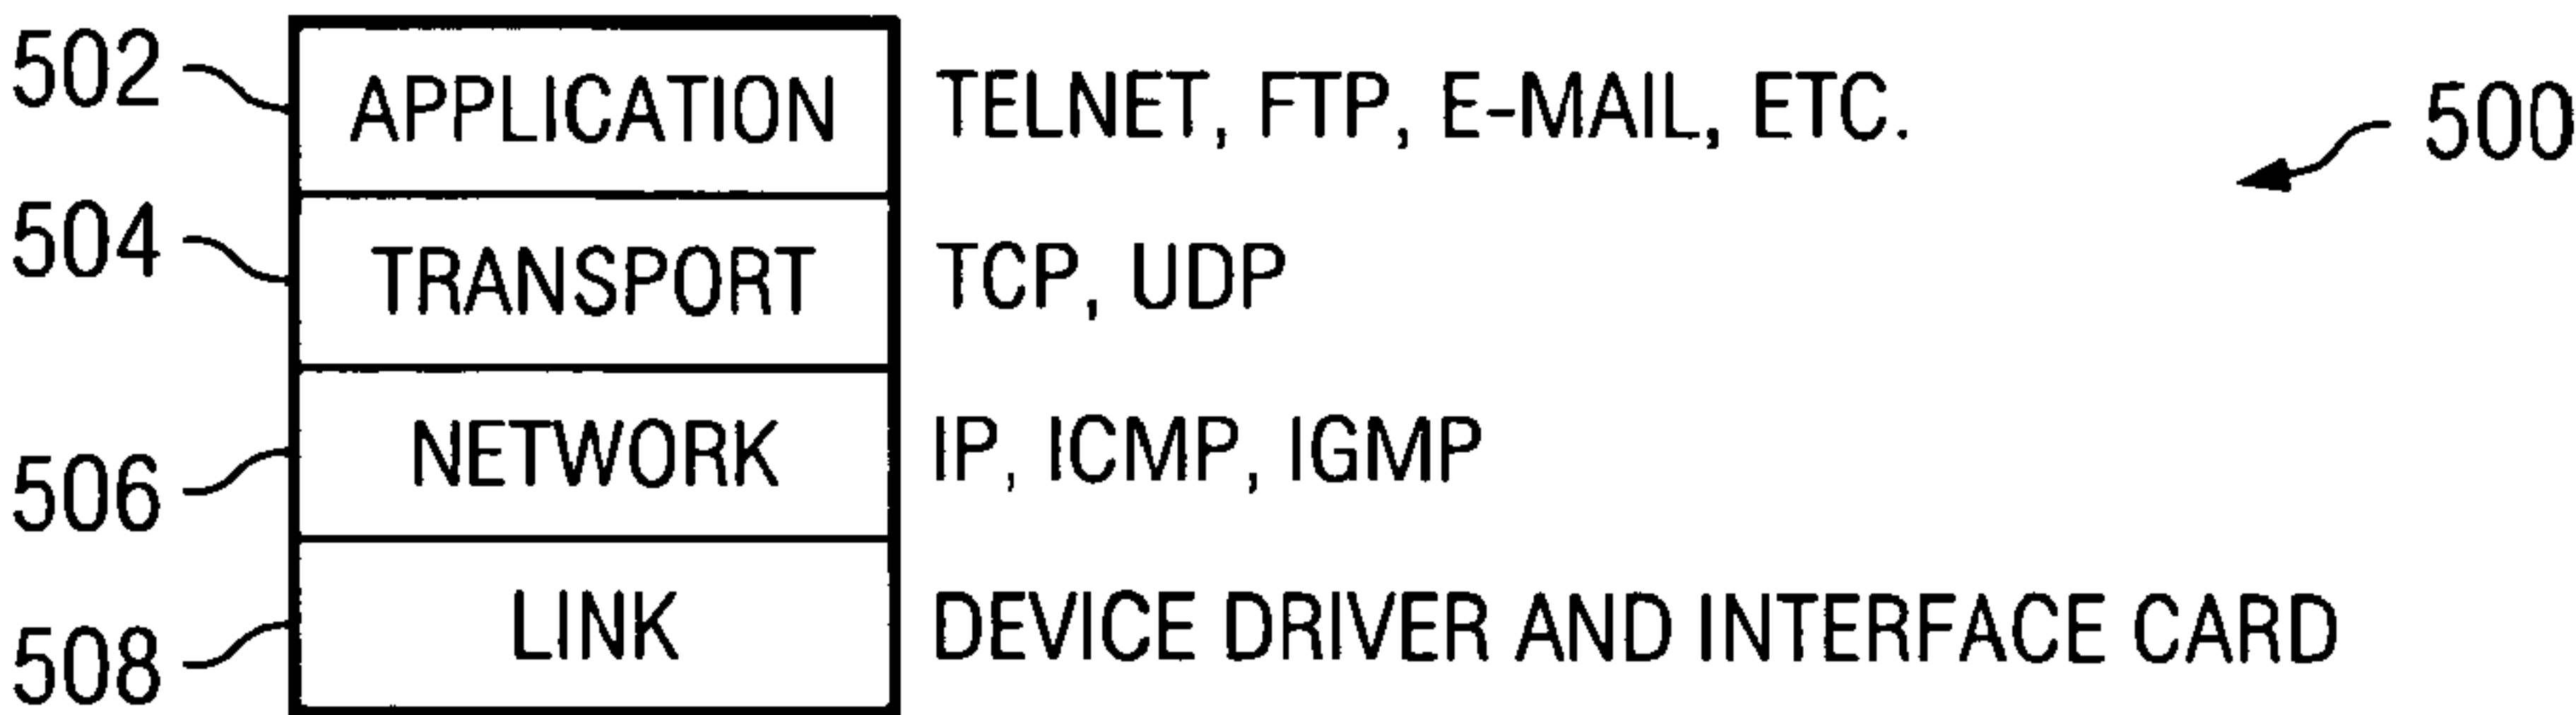 502 APPLICATION TELNET, FTP, E-MAIL, ETC. 500
504 TRANSPORT TCP, UDP
506 NETWORK IP, ICMP, IGMP
508 LINK DEVICE DRIVER AND INTERFACE CARD